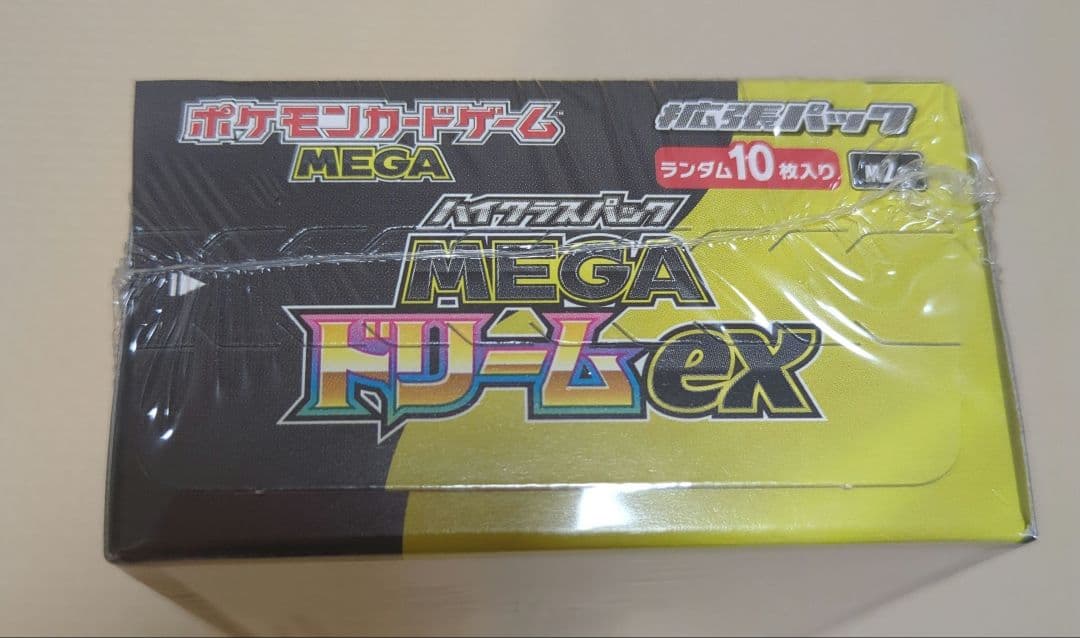 ポケモンカードゲーム
MEGA
拡張パック
ランダム10枚入り
ハイクラスパック
MEGA
ドリームex